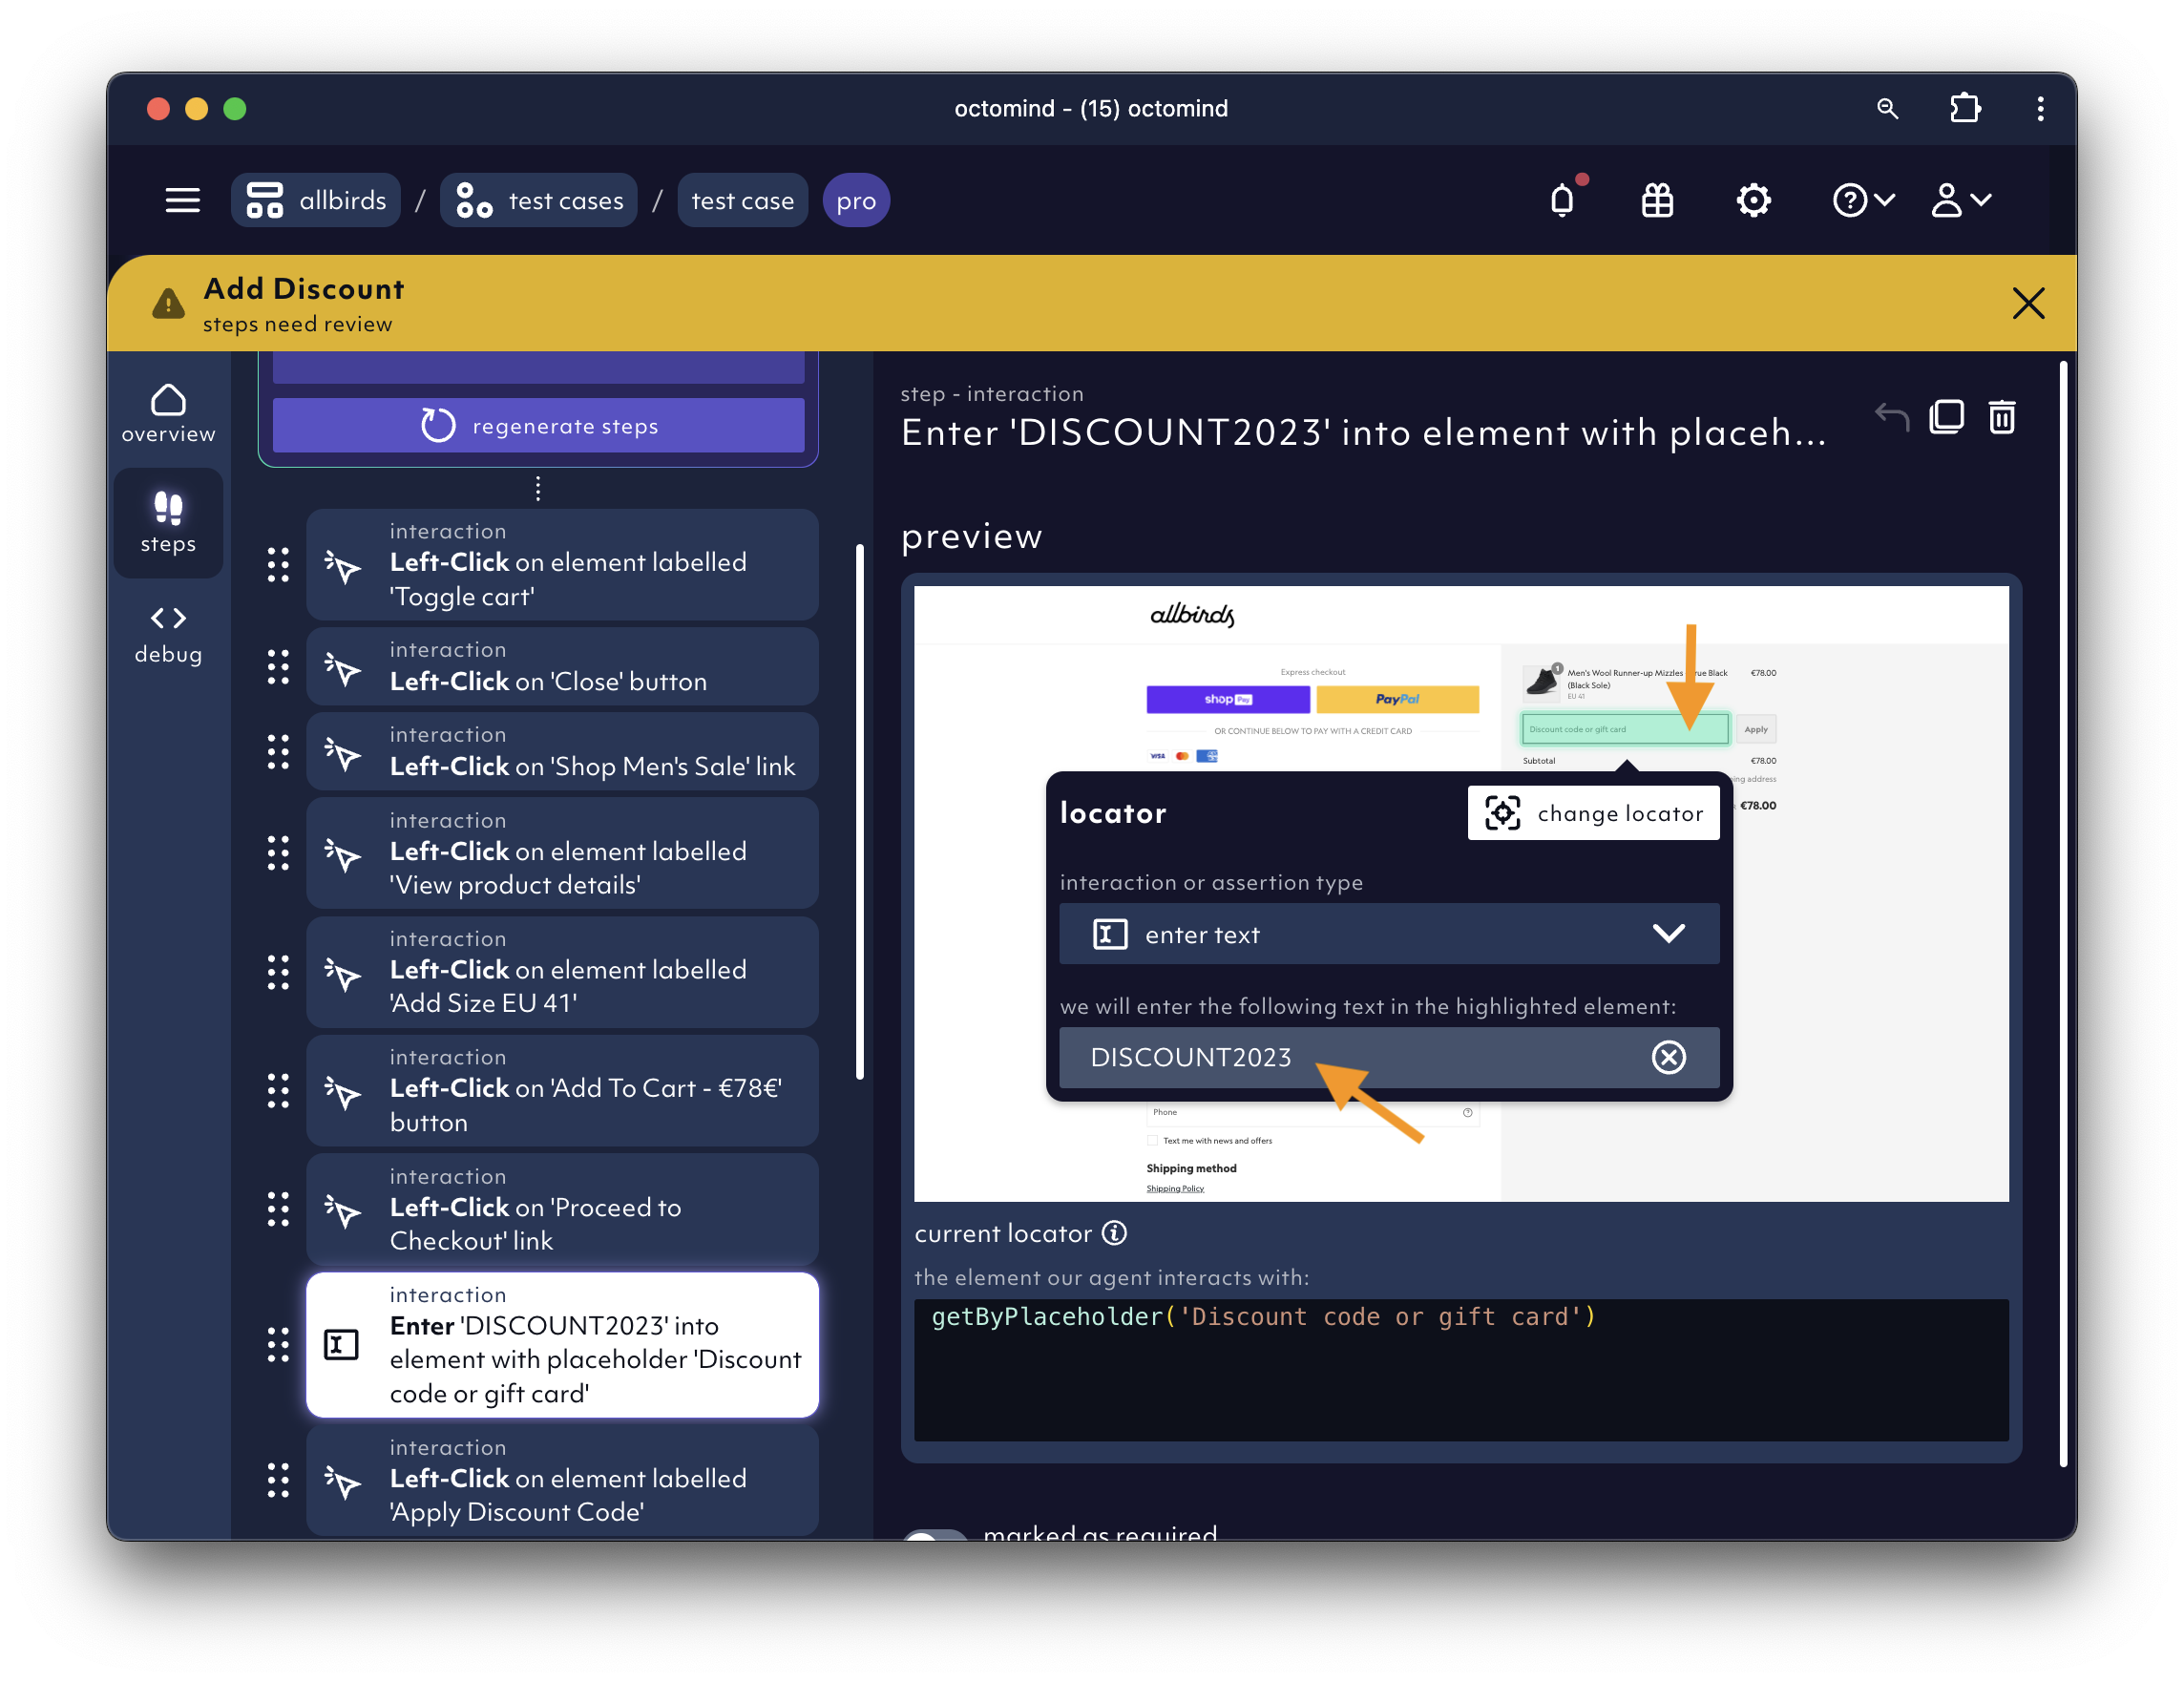 octomind - (15) octomind
allbirds / test cases / test case pro
Add Discount
steps need review
overview
steps
debug
regenerate steps
interaction
Left-Click on element labelled
'Toggle cart'
interaction
Left-Click on 'Close' button
interaction
Left-Click on 'Shop Men's Sale' link
interaction
Left-Click on element labelled
'View product details'
interaction
Left-Click on element labelled
'Add Size EU 41'
interaction
Left-Click on 'Add To Cart - €78€'
button
interaction
Left-Click on 'Proceed to
Checkout' link
interaction
Enter 'DISCOUNT2023' into
element with placeholder 'Discount
code or gift card'
interaction
Left-Click on element labelled
'Apply Discount Code'
step - interaction
Enter 'DISCOUNT2023' into element with placeh...
preview
allbirds
Express checkout
shop Pay
PayPal
OR CONTINUE BELOW TO PAY WITH A CREDIT CARD
VISA
1
Men's Wool Runner-up Mizzles rue Black €78.00
(Black Sole)
EU 41
Discount code or gift card
Apply
Subtotal €78.00
ing address
€78.00
locator
change locator
interaction or assertion type
enter text
we will enter the following text in the highlighted element:
DISCOUNT2023
Phone
Text me with news and offers
Shipping method
Shipping Policy
current locator
the element our agent interacts with:
getByPlaceholder('Discount code or gift card')
marked as required